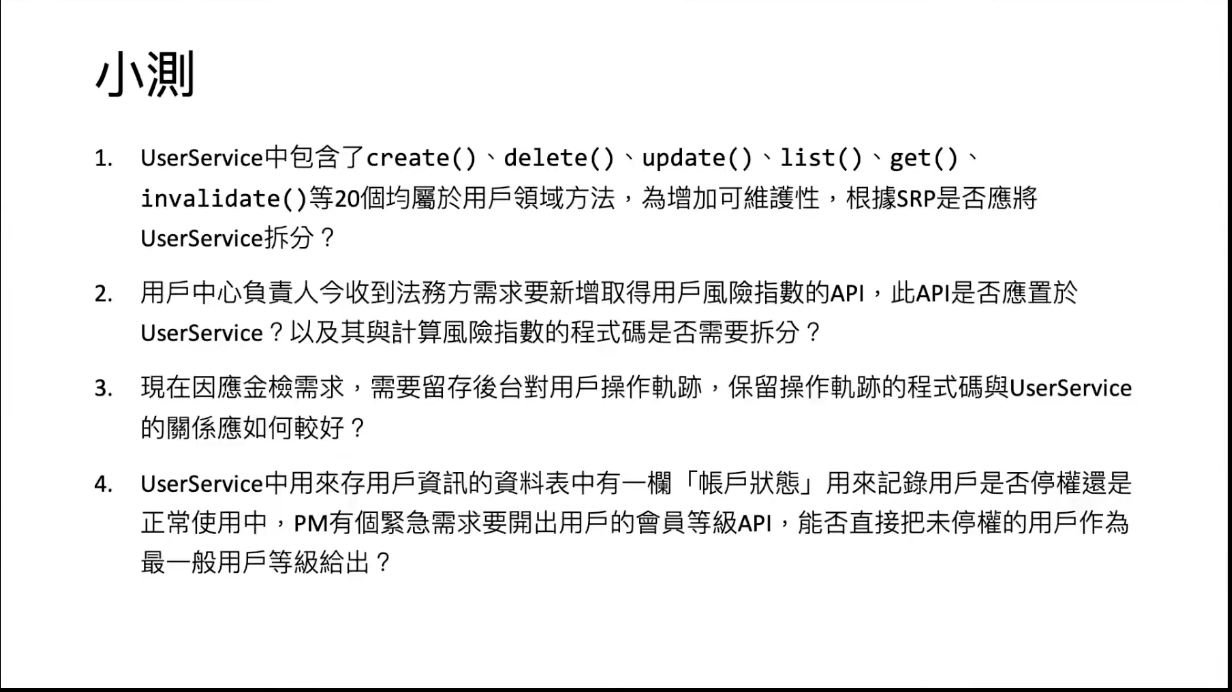 小測
1. UserService中包含了create()、delete()、update()、list()、get()、
invalidate()等20個均屬於用戶領域方法，為增加可維護性，根據SRP是否應將
UserService拆分？
2. 用戶中心負責人今收到法務方需求要新增取得用戶風險指數的API，此API是否應置於
UserService？以及其與計算風險指數的程式碼是否需要拆分？
3. 現在因應金檢需求，需要留存後台對用戶操作軌跡，保留操作軌跡的程式碼與UserService
的關係應如何較好？
4. UserService中用來存用戶資訊的資料表中有一欄「帳戶狀態」用來記錄用戶是否停權還是
正常使用中，PM有個緊急需求要開出用戶的會員等級API，能否直接把未停權的用戶作為
最一般用戶等級給出？